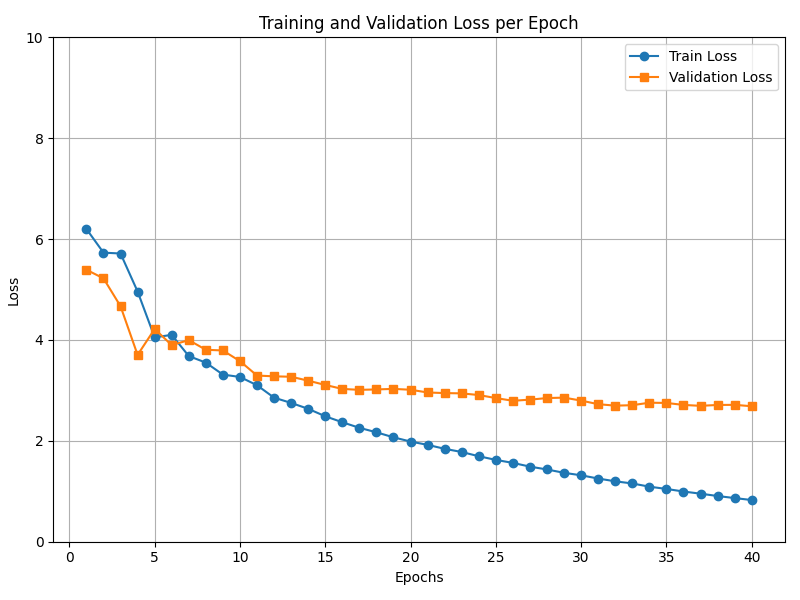 Training and Validation Loss per Epoch
10
8
6
4
2
0
Loss
Train Loss
Validation Loss
0 5 10 15 20 25 30 35 40
Epochs